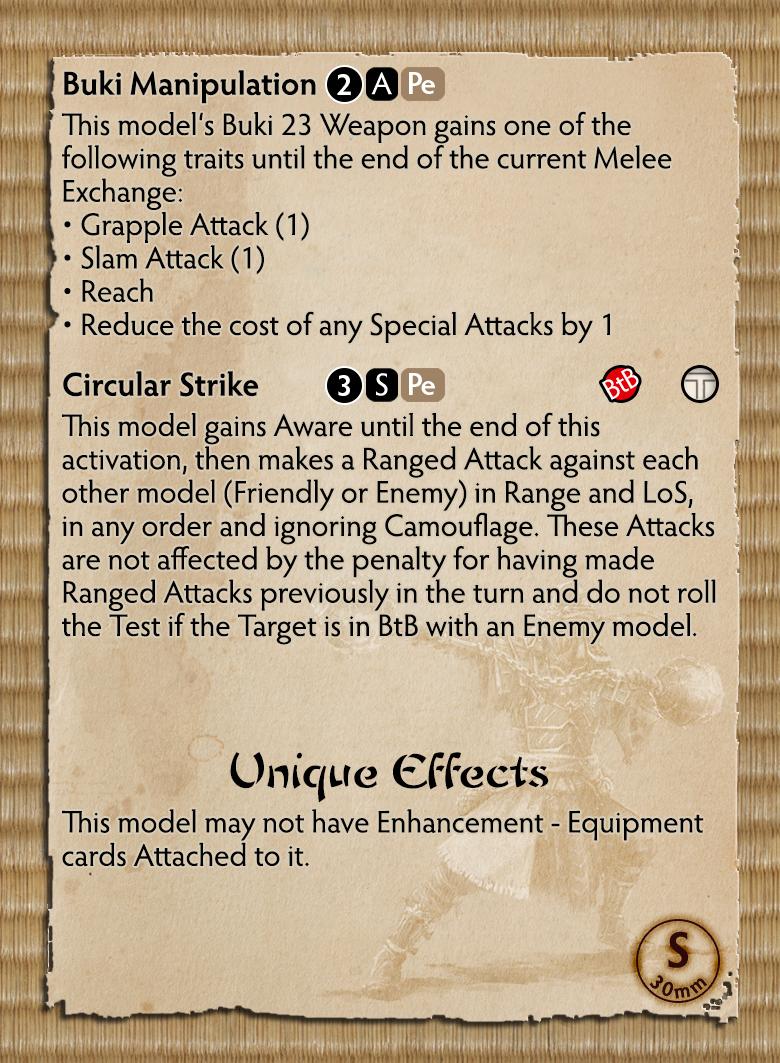 Buki Manipulation 2 A Pe
This model's Buki 23 Weapon gains one of the
following traits until the end of the current Melee
Exchange:
• Grapple Attack (1)
• Slam Attack (1)
• Reach
• Reduce the cost of any Special Attacks by 1
Circular Strike 3 S Pe BtB T
This model gains Aware until the end of this
activation, then makes a Ranged Attack against each
other model (Friendly or Enemy) in Range and LoS,
in any order and ignoring Camouflage. These Attacks
are not affected by the penalty for having made
Ranged Attacks previously in the turn and do not roll
the Test if the Target is in BtB with an Enemy model.
Unique Effects
This model may not have Enhancement - Equipment
cards Attached to it.
S
30mm